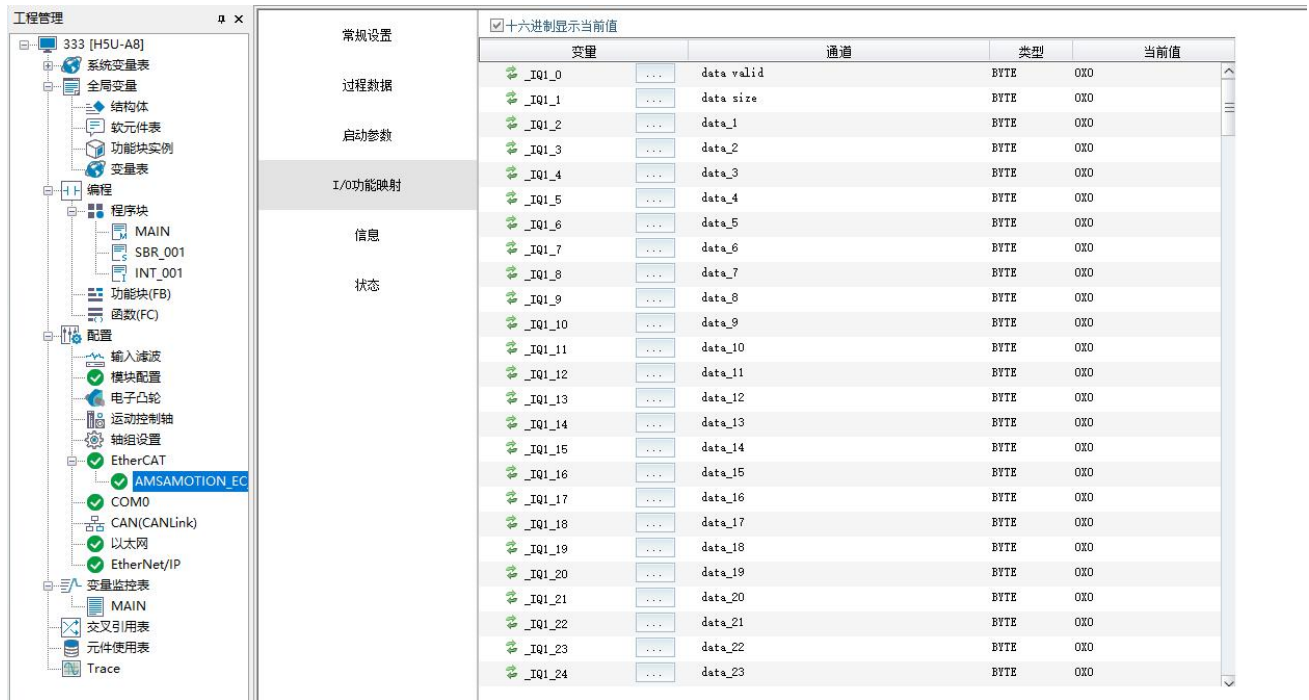 工程管理
333 [H5U-A8]
系统变量表
全局变量
结构体
软元件表
功能块实例
变量表
编程
程序块
MAIN
SBR_001
INT_001
功能块(FB)
函数(FC)
配置
输入滤波
模块配置
电子凸轮
运动控制轴
轴组设置
EtherCAT
AMSAMOTION_EC
COM0
CAN(CANLink)
以太网
EtherNet/IP
变量监控表
MAIN
交叉引用表
元件使用表
Trace
常规设置
过程数据
启动参数
I/O功能映射
信息
状态
十六进制显示当前值
变量 通道 类型 当前值
_IQ1_0 ... data valid BYTE 0X0
_IQ1_1 ... data size BYTE 0X0
_IQ1_2 ... data_1 BYTE 0X0
_IQ1_3 ... data_2 BYTE 0X0
_IQ1_4 ... data_3 BYTE 0X0
_IQ1_5 ... data_4 BYTE 0X0
_IQ1_6 ... data_5 BYTE 0X0
_IQ1_7 ... data_6 BYTE 0X0
_IQ1_8 ... data_7 BYTE 0X0
_IQ1_9 ... data_8 BYTE 0X0
_IQ1_10 ... data_9 BYTE 0X0
_IQ1_11 ... data_10 BYTE 0X0
_IQ1_12 ... data_11 BYTE 0X0
_IQ1_13 ... data_12 BYTE 0X0
_IQ1_14 ... data_13 BYTE 0X0
_IQ1_15 ... data_14 BYTE 0X0
_IQ1_16 ... data_15 BYTE 0X0
_IQ1_17 ... data_16 BYTE 0X0
_IQ1_18 ... data_17 BYTE 0X0
_IQ1_19 ... data_18 BYTE 0X0
_IQ1_20 ... data_19 BYTE 0X0
_IQ1_21 ... data_20 BYTE 0X0
_IQ1_22 ... data_21 BYTE 0X0
_IQ1_23 ... data_22 BYTE 0X0
_IQ1_24 ... data_23 BYTE 0X0